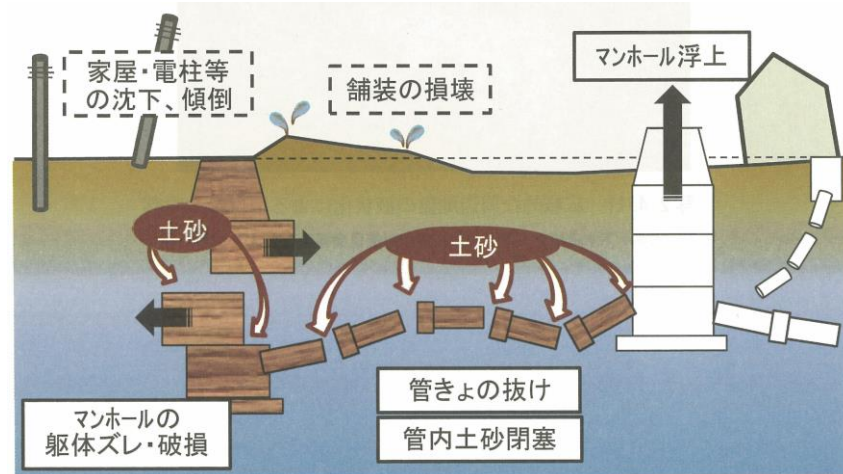 家屋・電柱等
の沈下、傾倒
舗装の損壊
マンホール浮上
土砂
土砂
マンホールの
躯体ズレ・破損
管きょの抜け
管内土砂閉塞